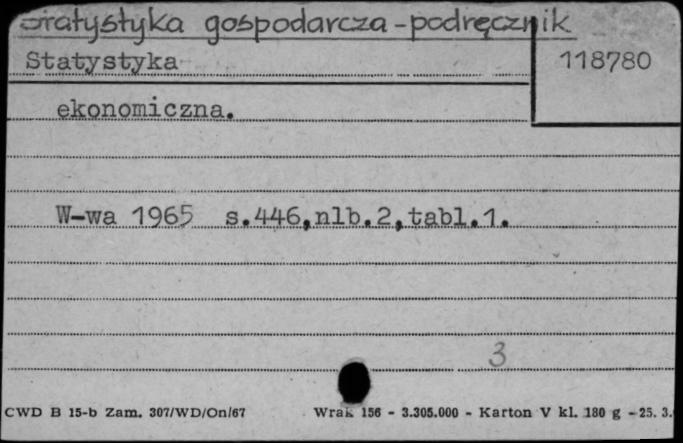 Statystyka gospodarcza - podręcznik
Statystyka
118780
ekonomiczna.
W-wa 1965 s.446,nlb.2,tabl.1.
3
CWD B 15-b Zam. 307/WD/On/67 Wrak 156 - 3.305.000 - Karton V kl. 180 g - 25. 3.